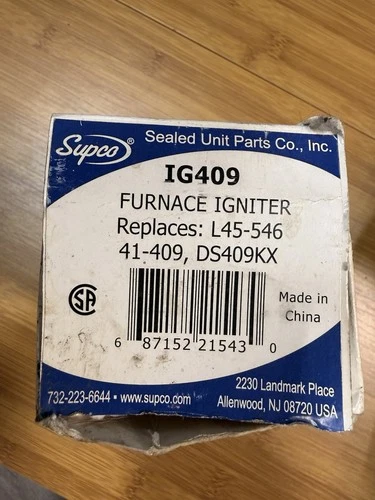 Supco®
Sealed Unit Parts Co., Inc.
IG409
FURNACE IGNITER
Replaces: L45-546
41-409, DS409KX
SA
Made in
China
6 87152 21543 0
2230 Landmark Place
732-223-6644 • www.supco.com • Allenwood, NJ 08720 USA